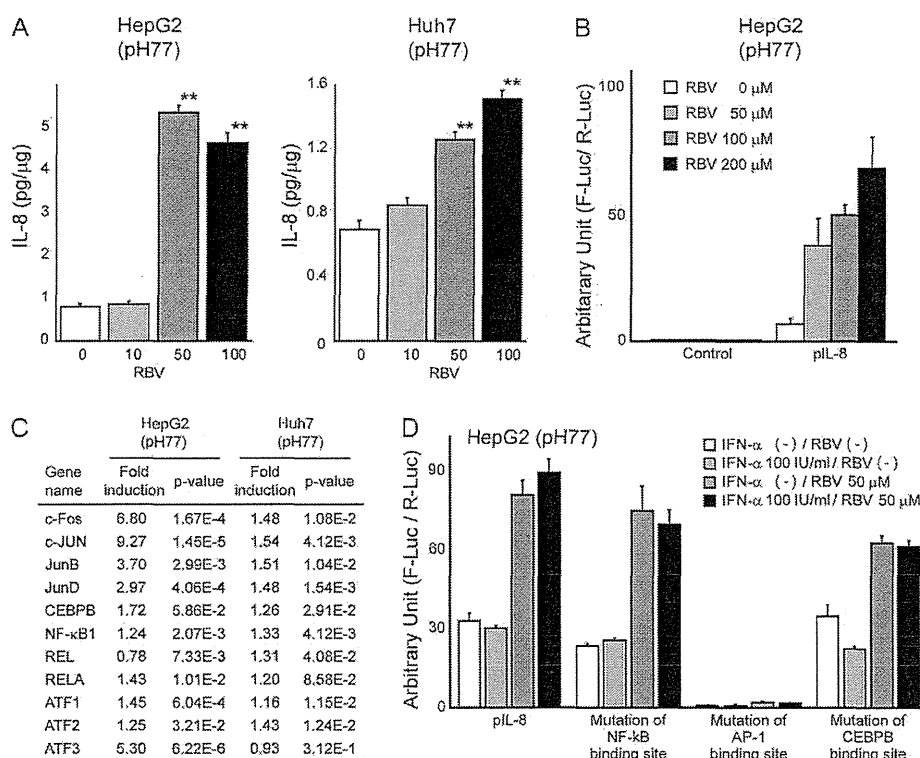 A
HepG2
(pH77)
IL-8 (pg/µg)
5
4
3
2
1
0
**
**
0 10 50 100
RBV
Huh7
(pH77)
IL-8 (pg/µg)
1.6
1.2
0.8
0.4
0
**
**
0 10 50 100
RBV
B
HepG2
(pH77)
Arbitarary Unit (F-Luc/ R-Luc)
100
50
0
RBV 0 µM
RBV 50 µM
RBV 100 µM
RBV 200 µM
Control pIL-8
C
HepG2 (pH77) Huh7 (pH77)
Gene name Fold induction p-value Fold induction p-value
c-Fos 6.80 1.67E-4 1.48 1.08E-2
c-JUN 9.27 1.45E-5 1.54 4.12E-3
JunB 3.70 2.99E-3 1.51 1.04E-2
JunD 2.97 4.06E-4 1.48 1.54E-3
CEBPB 1.72 5.86E-2 1.26 2.91E-2
NF-κB1 1.24 2.07E-3 1.33 4.12E-3
REL 0.78 7.33E-3 1.31 4.08E-2
RELA 1.43 1.01E-2 1.20 8.58E-2
ATF1 1.45 6.04E-4 1.16 1.15E-2
ATF2 1.25 3.21E-2 1.43 1.24E-2
ATF3 5.30 6.22E-6 0.93 3.12E-1
D
HepG2 (pH77)
Arbitrary Unit (F-Luc / R-Luc)
90
60
30
0
IFN-α (-) / RBV (-)
IFN-α 100 IU/ml / RBV (-)
IFN-α (-) / RBV 50 µM
IFN-α 100 IU/ml / RBV 50 µM
pIL-8
Mutation of
NF-kB
binding site
Mutation of
AP-1
binding site
Mutation of
CEBPB
binding site